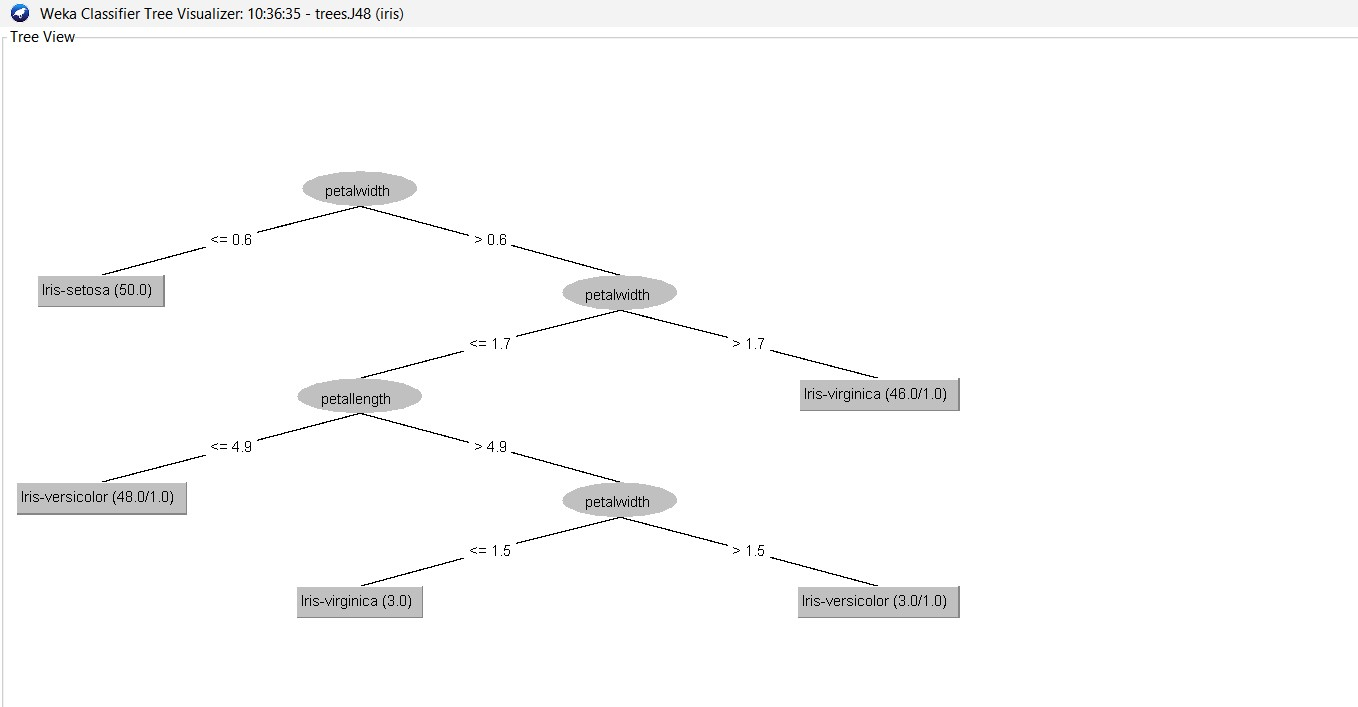 Weka Classifier Tree Visualizer: 10:36:35 - trees.J48 (iris)
Tree View
petalwidth
<= 0.6
> 0.6
Iris-setosa (50.0)
petalwidth
<= 1.7
> 1.7
petallength
Iris-virginica (46.0/1.0)
<= 4.9
> 4.9
Iris-versicolor (48.0/1.0)
petalwidth
<= 1.5
> 1.5
Iris-virginica (3.0)
Iris-versicolor (3.0/1.0)